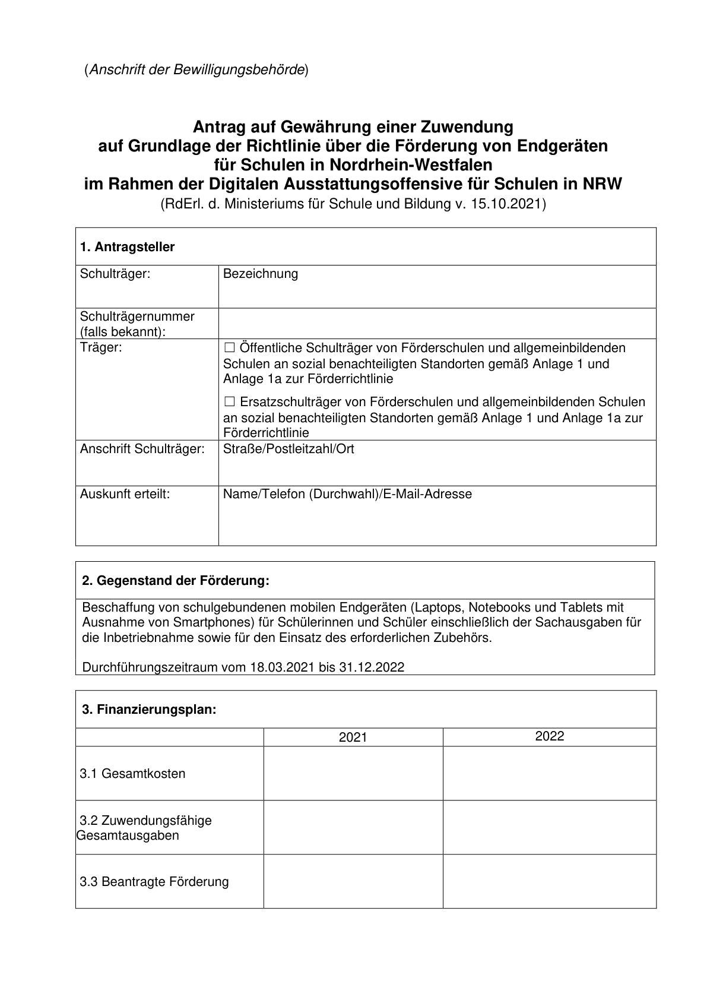 (Anschrift der Bewilligungsbehörde)
Antrag auf Gewährung einer Zuwendung
auf Grundlage der Richtlinie über die Förderung von Endgeräten
für Schulen in Nordrhein-Westfalen
im Rahmen der Digitalen Ausstattungsoffensive für Schulen in NRW
(RdErl. d. Ministeriums für Schule und Bildung v. 15.10.2021)
1. Antragsteller
Schulträger:
Bezeichnung
Schulträgernummer
(falls bekannt):
Träger:
☐ Öffentliche Schulträger von Förderschulen und allgemeinbildenden
Schulen an sozial benachteiligten Standorten gemäß Anlage 1 und
Anlage 1a zur Förderrichtlinie
☐ Ersatzschulträger von Förderschulen und allgemeinbildenden Schulen
an sozial benachteiligten Standorten gemäß Anlage 1 und Anlage 1a zur
Förderrichtlinie
Anschrift Schulträger:
Straße/Postleitzahl/Ort
Auskunft erteilt:
Name/Telefon (Durchwahl)/E-Mail-Adresse
2. Gegenstand der Förderung:
Beschaffung von schulgebundenen mobilen Endgeräten (Laptops, Notebooks und Tablets mit
Ausnahme von Smartphones) für Schülerinnen und Schüler einschließlich der Sachausgaben für
die Inbetriebnahme sowie für den Einsatz des erforderlichen Zubehörs.
Durchführungszeitraum vom 18.03.2021 bis 31.12.2022
3. Finanzierungsplan:
2021
2022
3.1 Gesamtkosten
3.2 Zuwendungsfähige
Gesamtausgaben
3.3 Beantragte Förderung